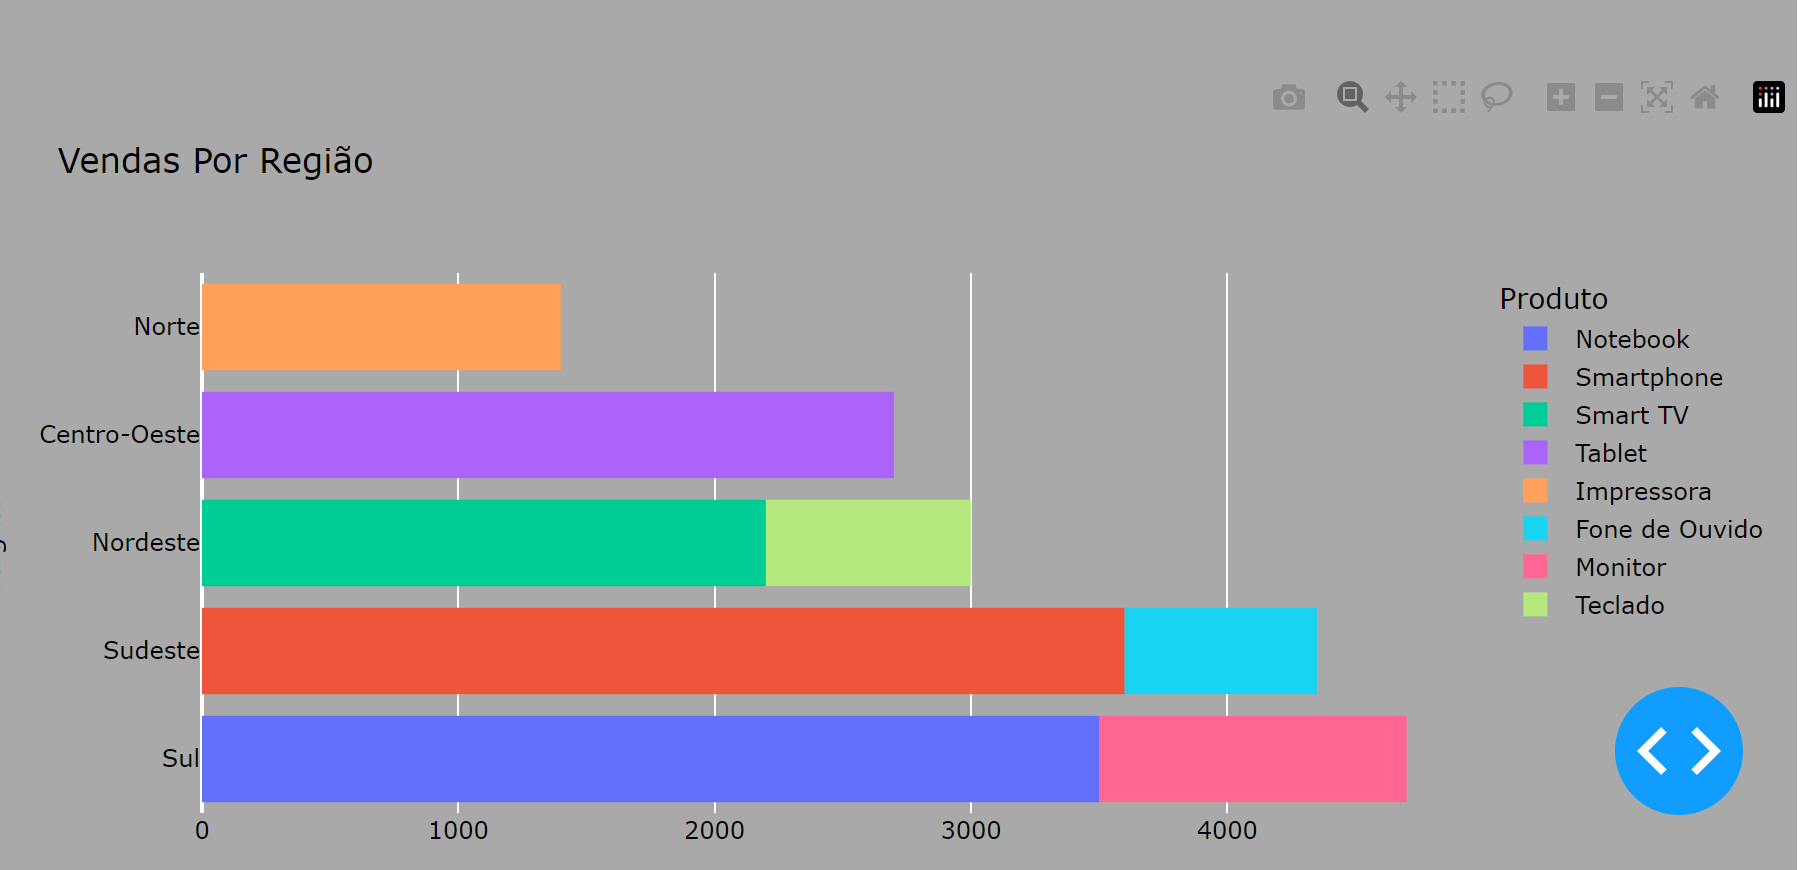 Vendas Por Região
Norte
Centro-Oeste
Nordeste
Sudeste
Sul
0 1000 2000 3000 4000
Produto
Notebook
Smartphone
Smart TV
Tablet
Impressora
Fone de Ouvido
Monitor
Teclado